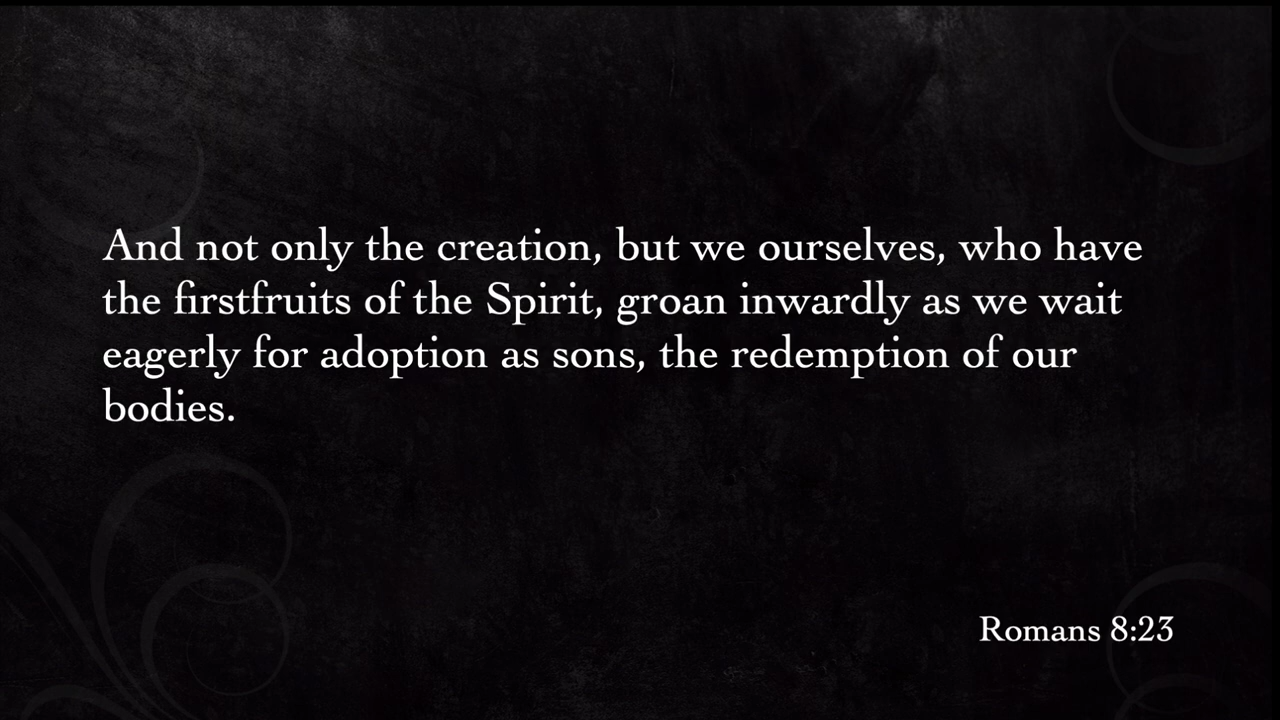 And not only the creation, but we ourselves, who have
the firstfruits of the Spirit, groan inwardly as we wait
eagerly for adoption as sons, the redemption of our
bodies.
Romans 8:23